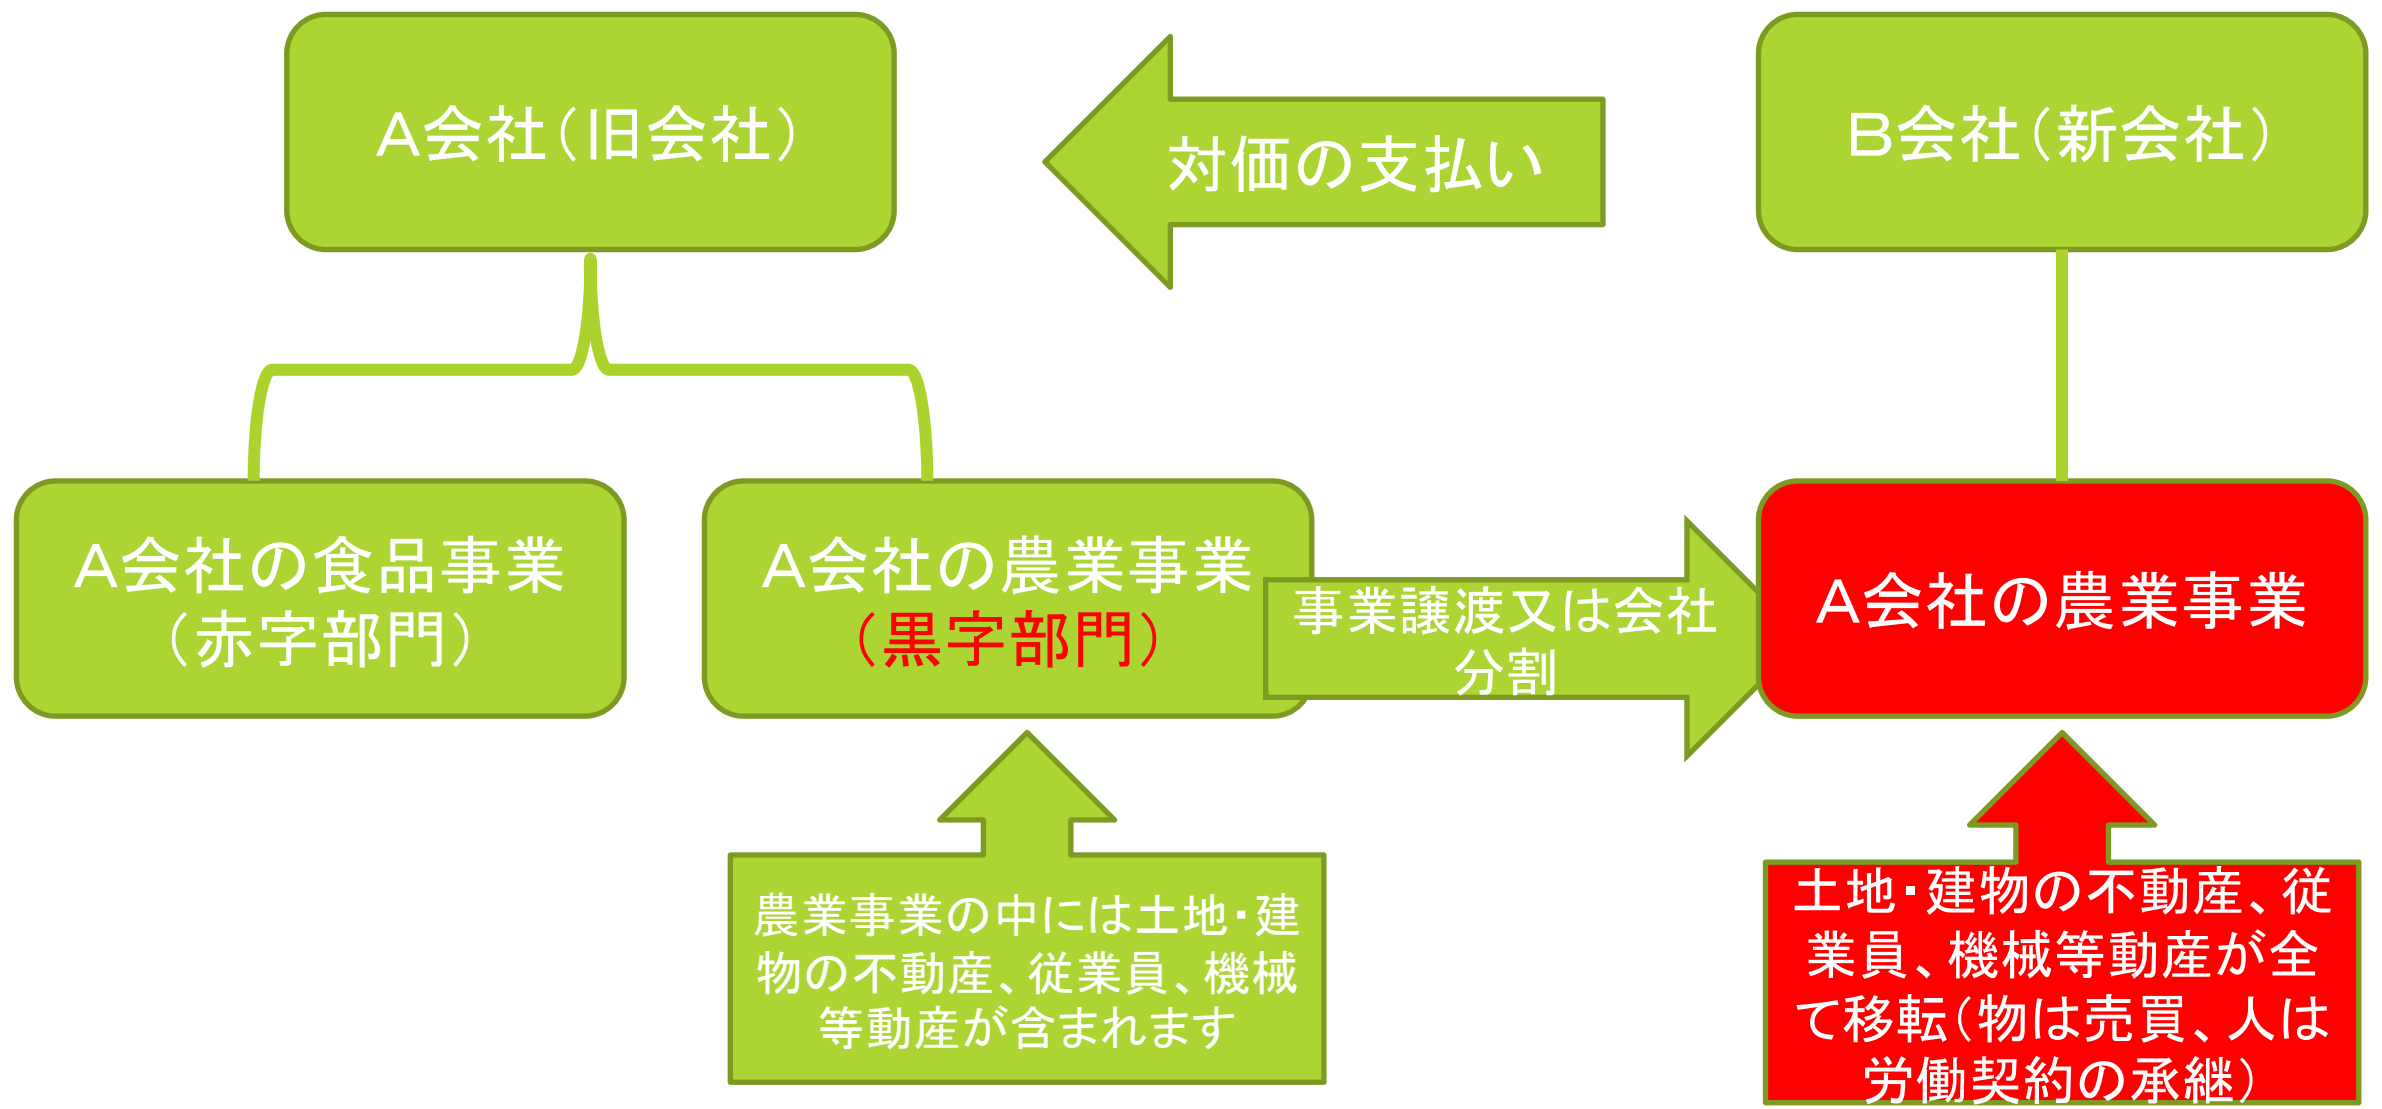 A会社（旧会社）
対価の支払い
B会社（新会社）
A会社の食品事業
（赤字部門）
A会社の農業事業
（黒字部門）
事業譲渡又は会社
分割
A会社の農業事業
農業事業の中には土地・建
物の不動産、従業員、機械
等動産が含まれます
土地・建物の不動産、従
業員、機械等動産が全
て移転（物は売買、人は
労働契約の承継）